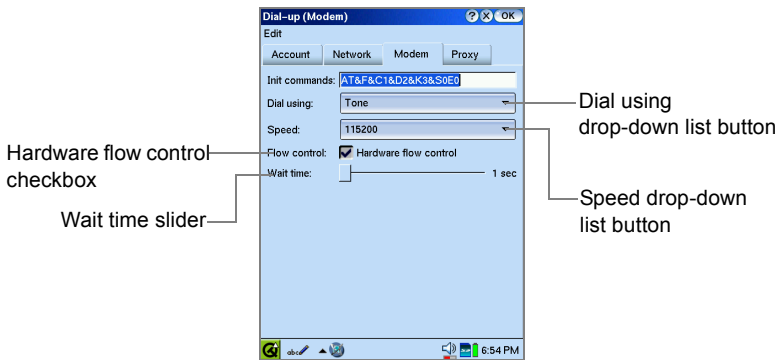 Dial-up (Modem) ? X OK
Edit
Account Network Modem Proxy
Init commands: AT&F&C1&D2&K3&S0E0
Dial using: Tone
Speed: 115200
Flow control: Hardware flow control
Wait time: 1 sec
Hardware flow control
checkbox
Wait time slider
Dial using
drop-down list button
Speed drop-down
list button
abc 6:54 PM